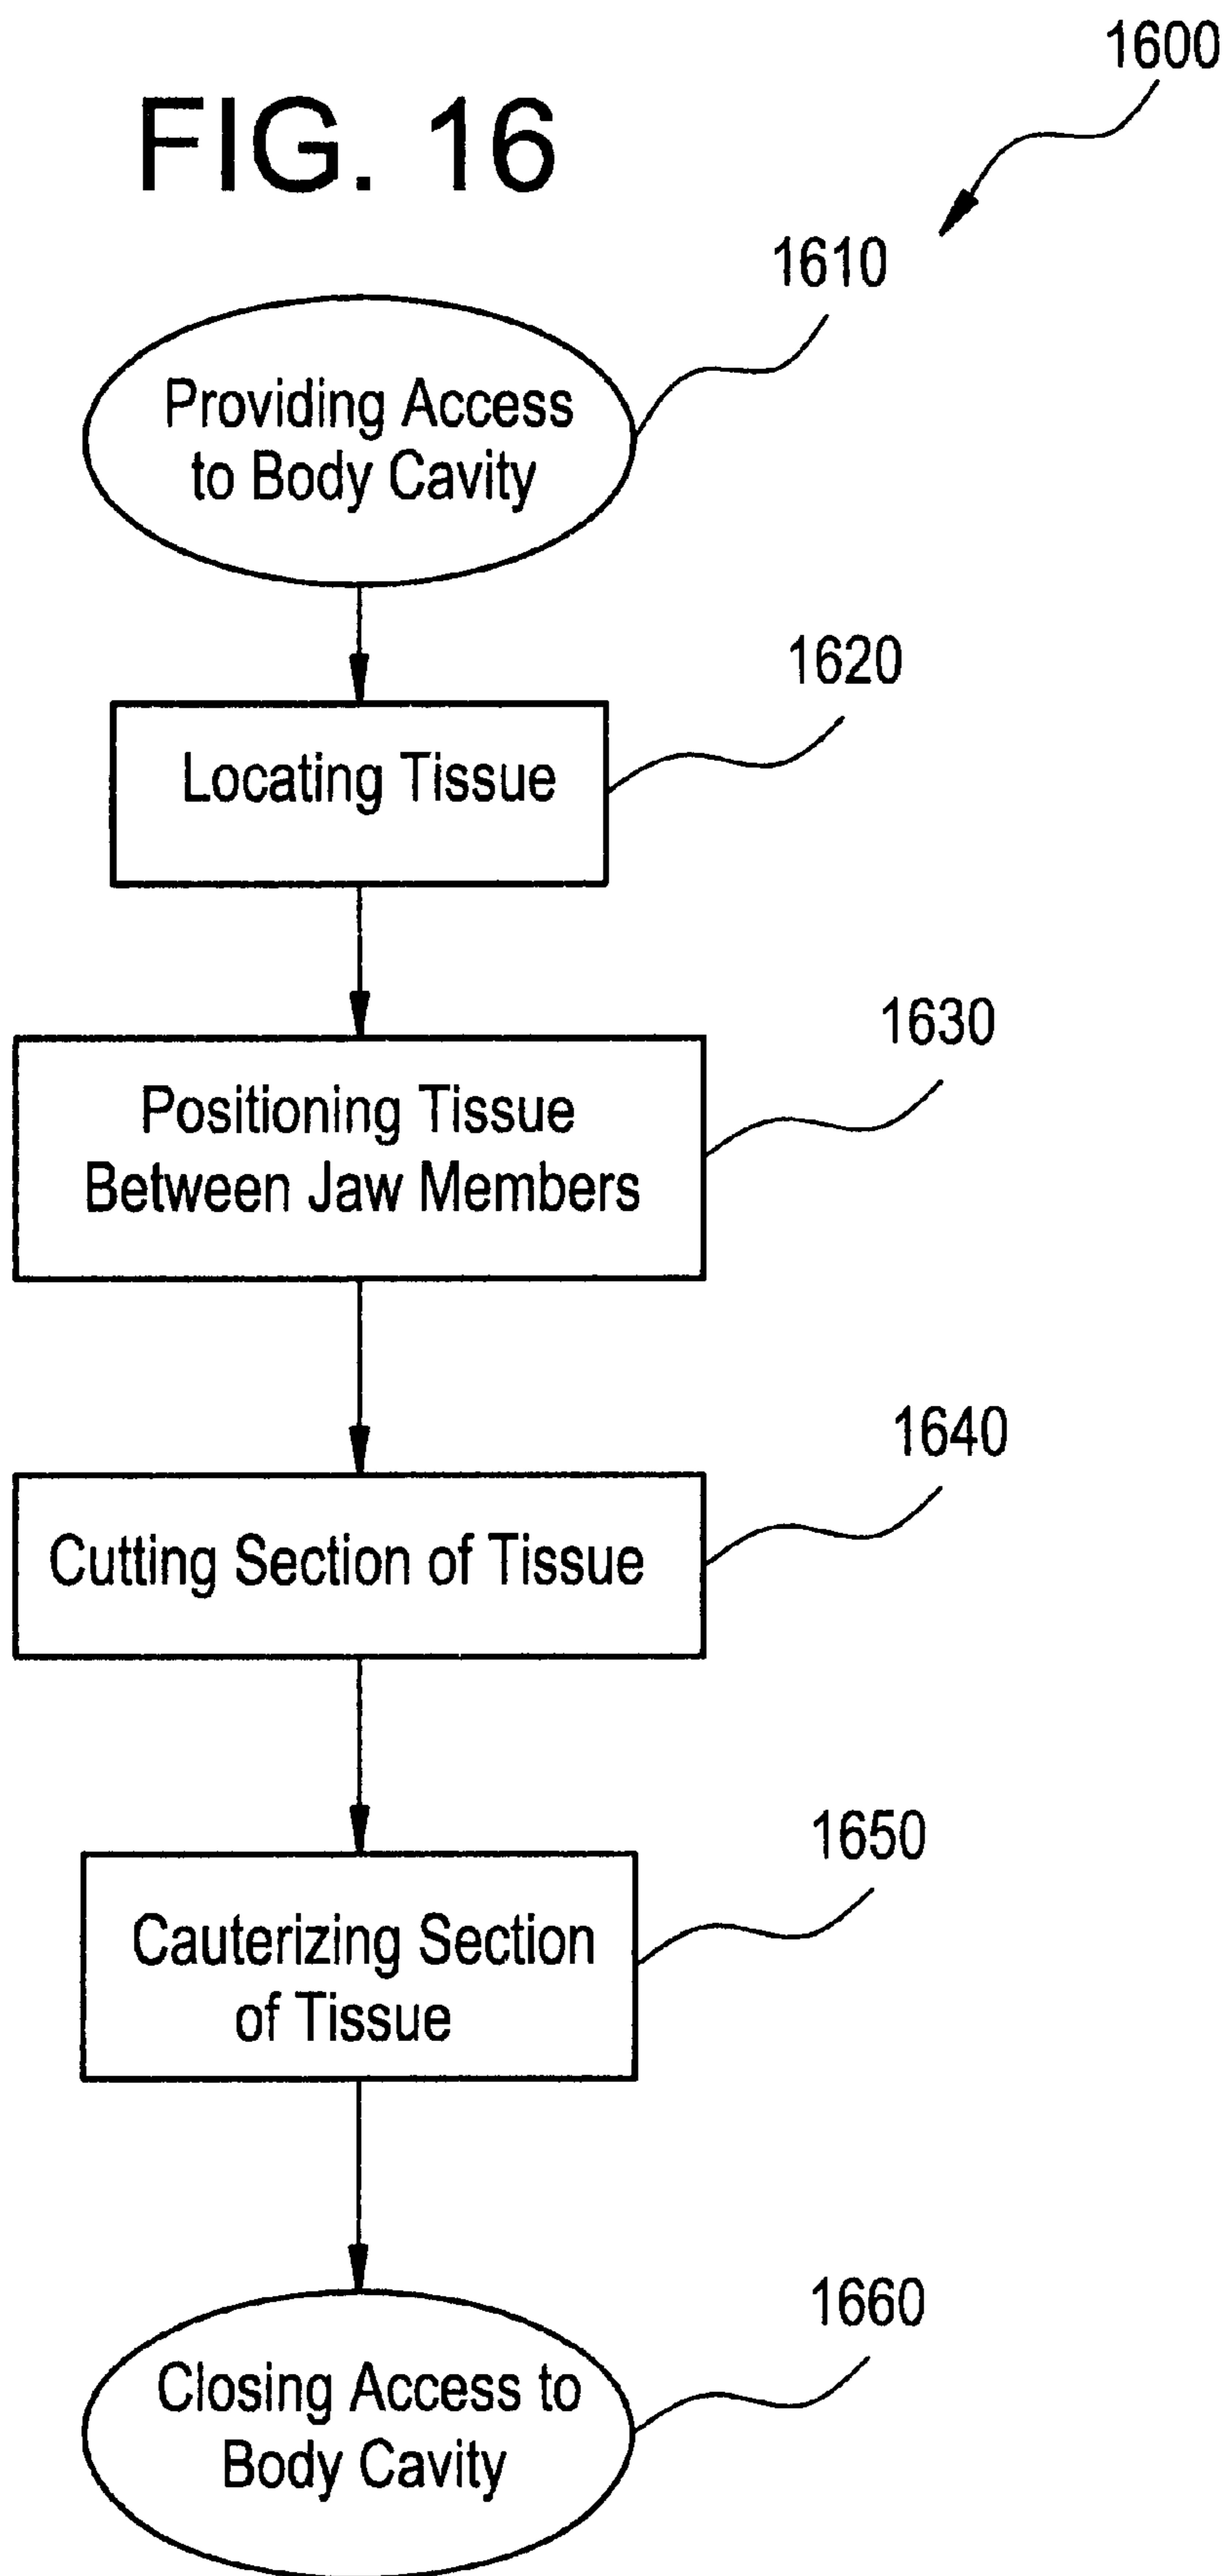 1600
FIG. 16
1610
Providing Access
to Body Cavity
1620
Locating Tissue
1630
Positioning Tissue
Between Jaw Members
1640
Cutting Section of Tissue
1650
Cauterizing Section
of Tissue
1660
Closing Access to
Body Cavity